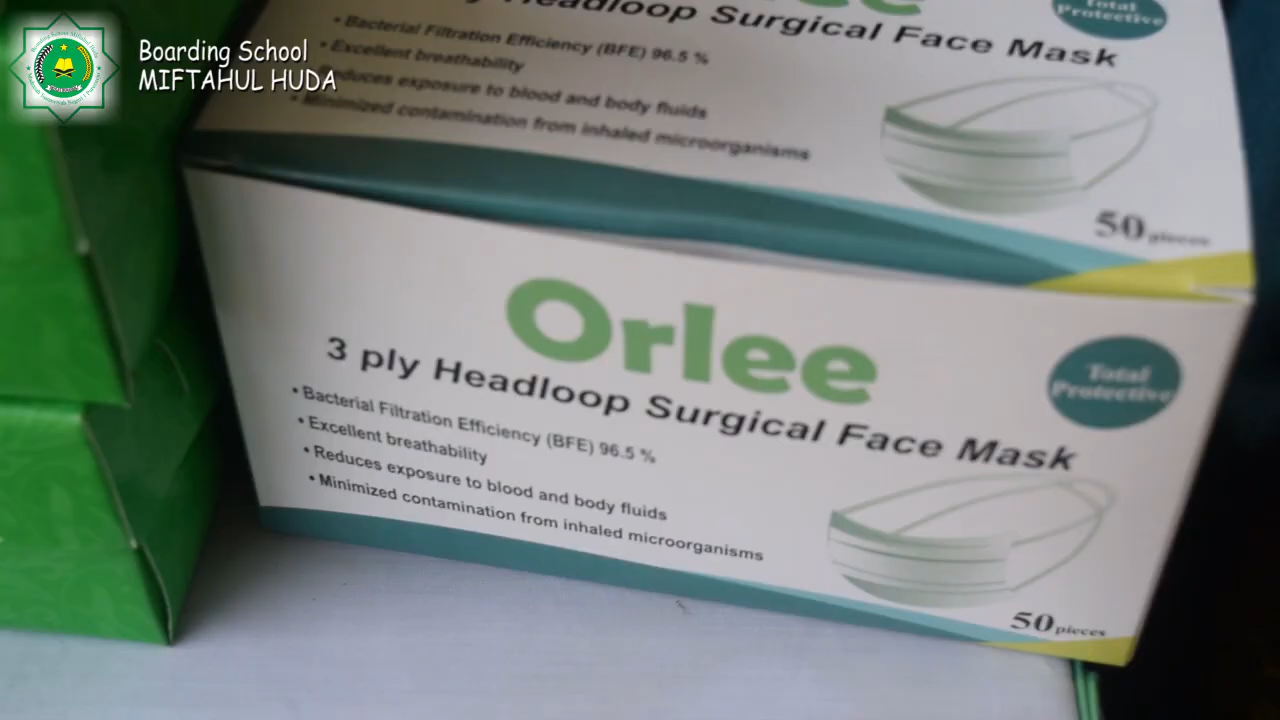 Boarding School
MIFTAHUL HUDA
Headloop Surgical Face Mask
• Bacterial Filtration Efficiency (BFE) 96.5 %
• Excellent breathability
Reduces exposure to blood and body fluids
Minimized contamination from inhaled microorganisms
Total
Protective
50 pieces
Orlee
3 ply Headloop Surgical Face Mask
• Bacterial Filtration Efficiency (BFE) 96.5 %
• Excellent breathability
• Reduces exposure to blood and body fluids
• Minimized contamination from inhaled microorganisms
Total
Protective
50 pieces